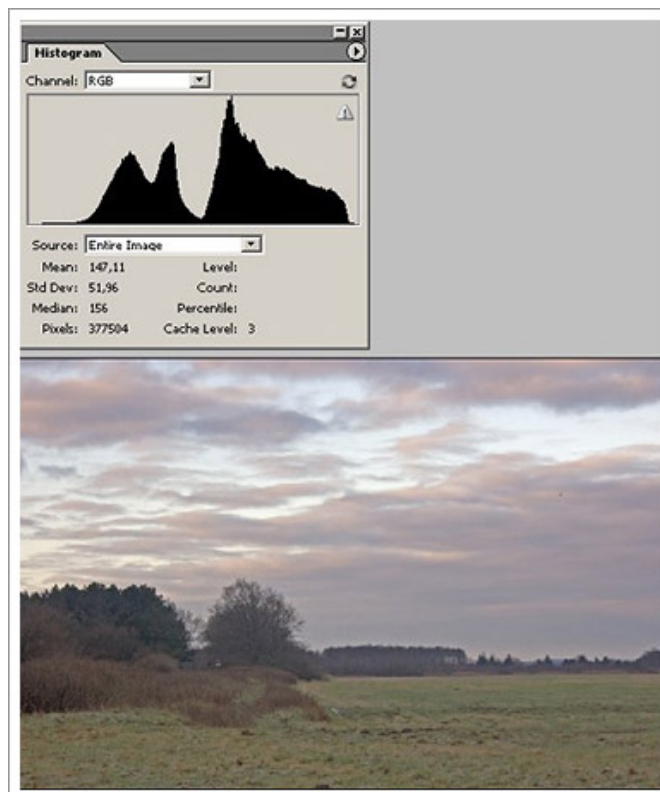 Histogram
Channel: RGB
Source: Entire Image
Mean: 147,11 Level:
Std Dev: 51,96 Count:
Median: 156 Percentile:
Pixels: 377504 Cache Level: 3